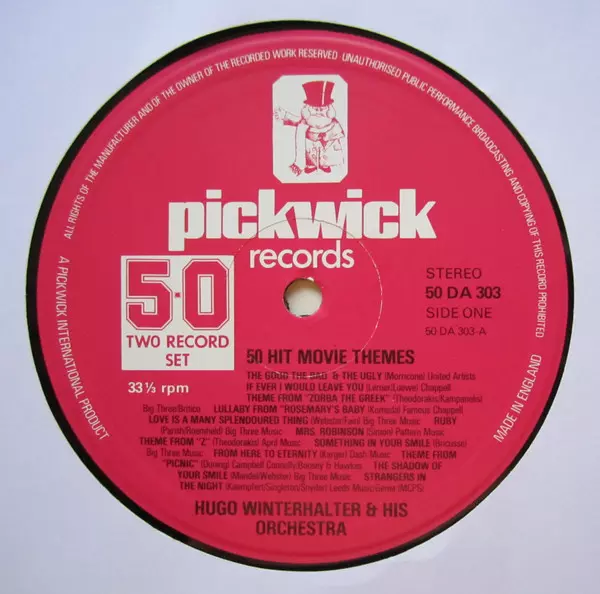 ALL RIGHTS OF THE MANUFACTURER AND OF THE OWNER OF THE RECORDED WORK RESERVED UNAUTHORISED PUBLIC PERFORMANCE BROADCASTING AND COPYING OF THIS RECORD PROHIBITED
pickwick
records
A PICKWICK INTERNATIONAL PRODUCT
5·0
TWO RECORD
SET
33⅓ rpm
STEREO
50 DA 303
SIDE ONE
50 DA 303-A
MADE IN ENGLAND
50 HIT MOVIE THEMES
THE GOOD THE BAD & THE UGLY (Morricone) United Artists
IF EVER I WOULD LEAVE YOU (Lerner/Loewe) Chappell
THEME FROM "ZORBA THE GREEK" (Theodorakis/Kampanelis)
Big Three/Britico LULLABY FROM "ROSEMARY'S BABY (Komeda) Famous Chappell
LOVE IS A MANY SPLENDOURED THING (Webster/Fain) Big Three Music RUBY
(Parish/Roemheld) Big Three Music MRS. ROBINSON (Simon) Pattern Music
THEME FROM "Z" (Theodorakis) April Music SOMETHING IN YOUR SMILE (Bricusse)
Big Three Music FROM HERE TO ETERNITY (Karger) Dash Music THEME FROM
"PICNIC" (Duning) Campbell Connolly/Boosey & Hawkes THE SHADOW OF
YOUR SMILE (Mandel/Webster) Big Three Music STRANGERS IN
THE NIGHT (Kaempfert/Singleton/Snyder) Leeds Music (MCPS)
HUGO WINTERHALTER & HIS
ORCHESTRA